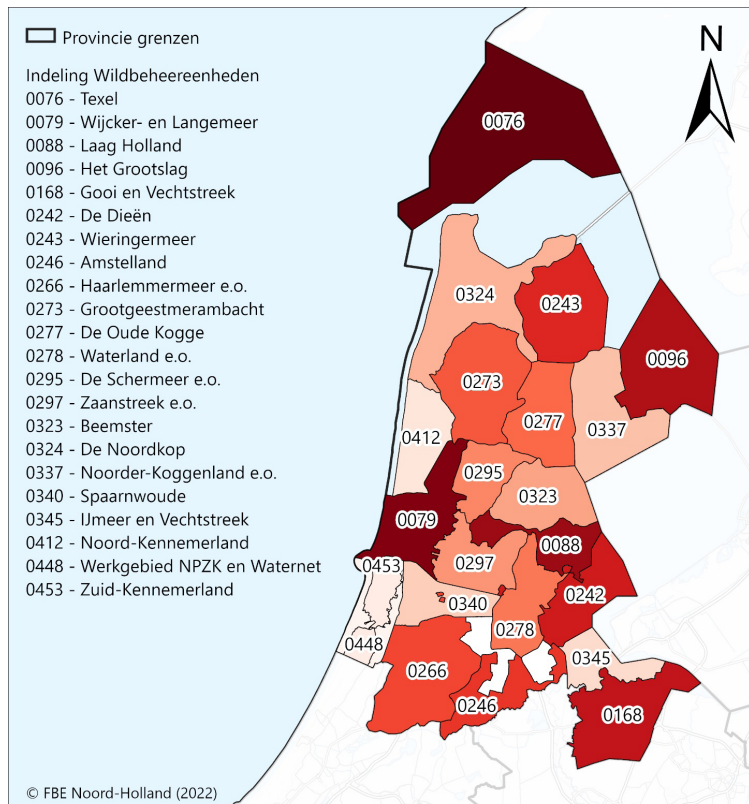 Provincie grenzen
Indeling Wildbeheereenheden
0076 - Texel
0079 - Wijcker- en Langemeer
0088 - Laag Holland
0096 - Het Grootslag
0168 - Gooi en Vechtstreek
0242 - De Dieën
0243 - Wieringermeer
0246 - Amstelland
0266 - Haarlemmermeer e.o.
0273 - Grootgeestmerambacht
0277 - De Oude Kogge
0278 - Waterland e.o.
0295 - De Schermeer e.o.
0297 - Zaanstreek e.o.
0323 - Beemster
0324 - De Noordkop
0337 - Noorder-Koggenland e.o.
0340 - Spaarnwoude
0345 - IJmeer en Vechtstreek
0412 - Noord-Kennemerland
0448 - Werkgebied NPZK en Waternet
0453 - Zuid-Kennemerland
N
0076
0324
0243
0096
0273
0277
0337
0412
0295
0323
0079
0088
0297
0453
0242
0340
0278
0448
0345
0266
0246
0168
© FBE Noord-Holland (2022)